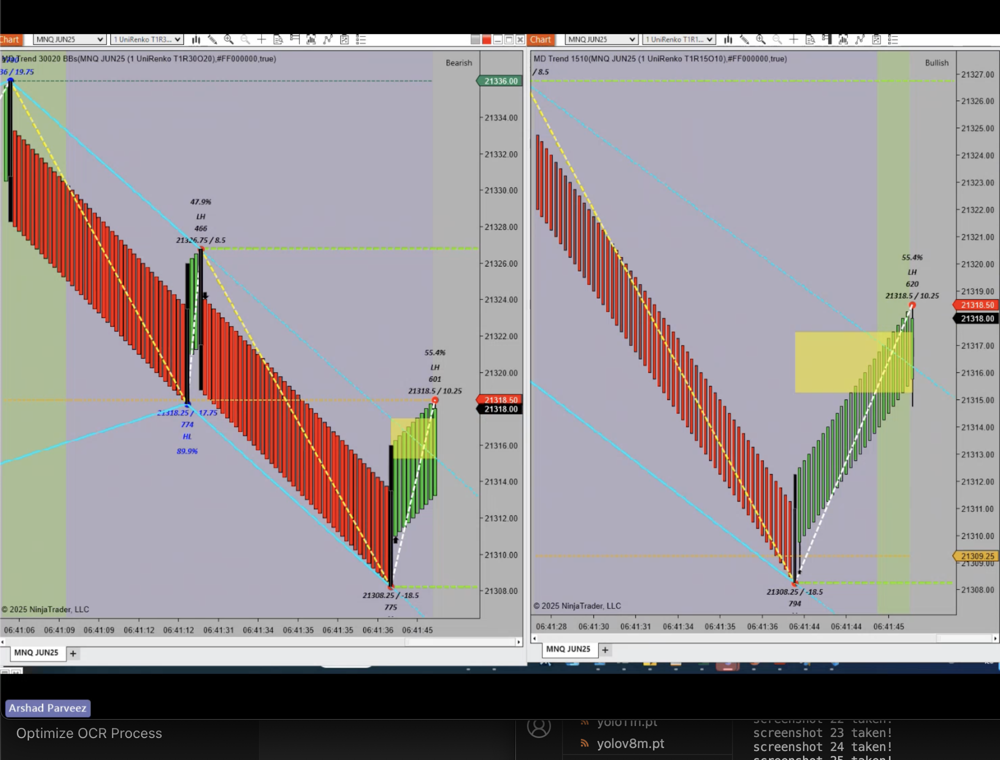 Chart
MNQ JUN25
1 UniRenko T1R3...
Chart
MNQ JUN25
1 UniRenko T1R1...
MD Trend 30020 BBs(MNQ JUN25 (1 UniRenko T1R30O20),#FF000000,true)
Bearish
36 / 19.75
21336.00
21334.00
21332.00
21330.00
21328.00
21326.00
21324.00
21322.00
21320.00
21318.50
21318.00
21316.00
21314.00
21312.00
21310.00
21308.00
47.9%
LH
466
21326.75 / 8.5
55.4%
LH
601
21318.5 / 10.25
21318.25 / -17.75
774
HL
89.9%
21308.25 / -18.5
775
© 2025 NinjaTrader, LLC
06:41:06
06:41:09
06:41:09
06:41:12
06:41:12
06:41:31
06:41:34
06:41:36
06:41:44
06:41:45
MNQ JUN25
+
MD Trend 1510(MNQ JUN25 (1 UniRenko T1R15O10),#FF000000,true)
Bullish
/ 8.5
21327.00
21326.00
21325.00
21324.00
21323.00
21322.00
21321.00
21320.00
21319.00
21318.50
21318.00
21317.00
21316.00
21315.00
21314.00
21313.00
21312.00
21311.00
21310.00
21309.25
21309.00
21308.00
55.4%
LH
620
21318.5 / 10.25
21308.25 / -18.5
794
© 2025 NinjaTrader, LLC
06:41:28
06:41:30
06:41:31
06:41:34
06:41:35
06:41:36
06:41:44
06:41:44
06:41:45
MNQ JUN25
+
Arshad Parveez
Optimize OCR Process
yolo11m.pt
yolov8m.pt
screenshot 22 taken!
screenshot 23 taken!
screenshot 24 taken!
screenshot 25 taken!